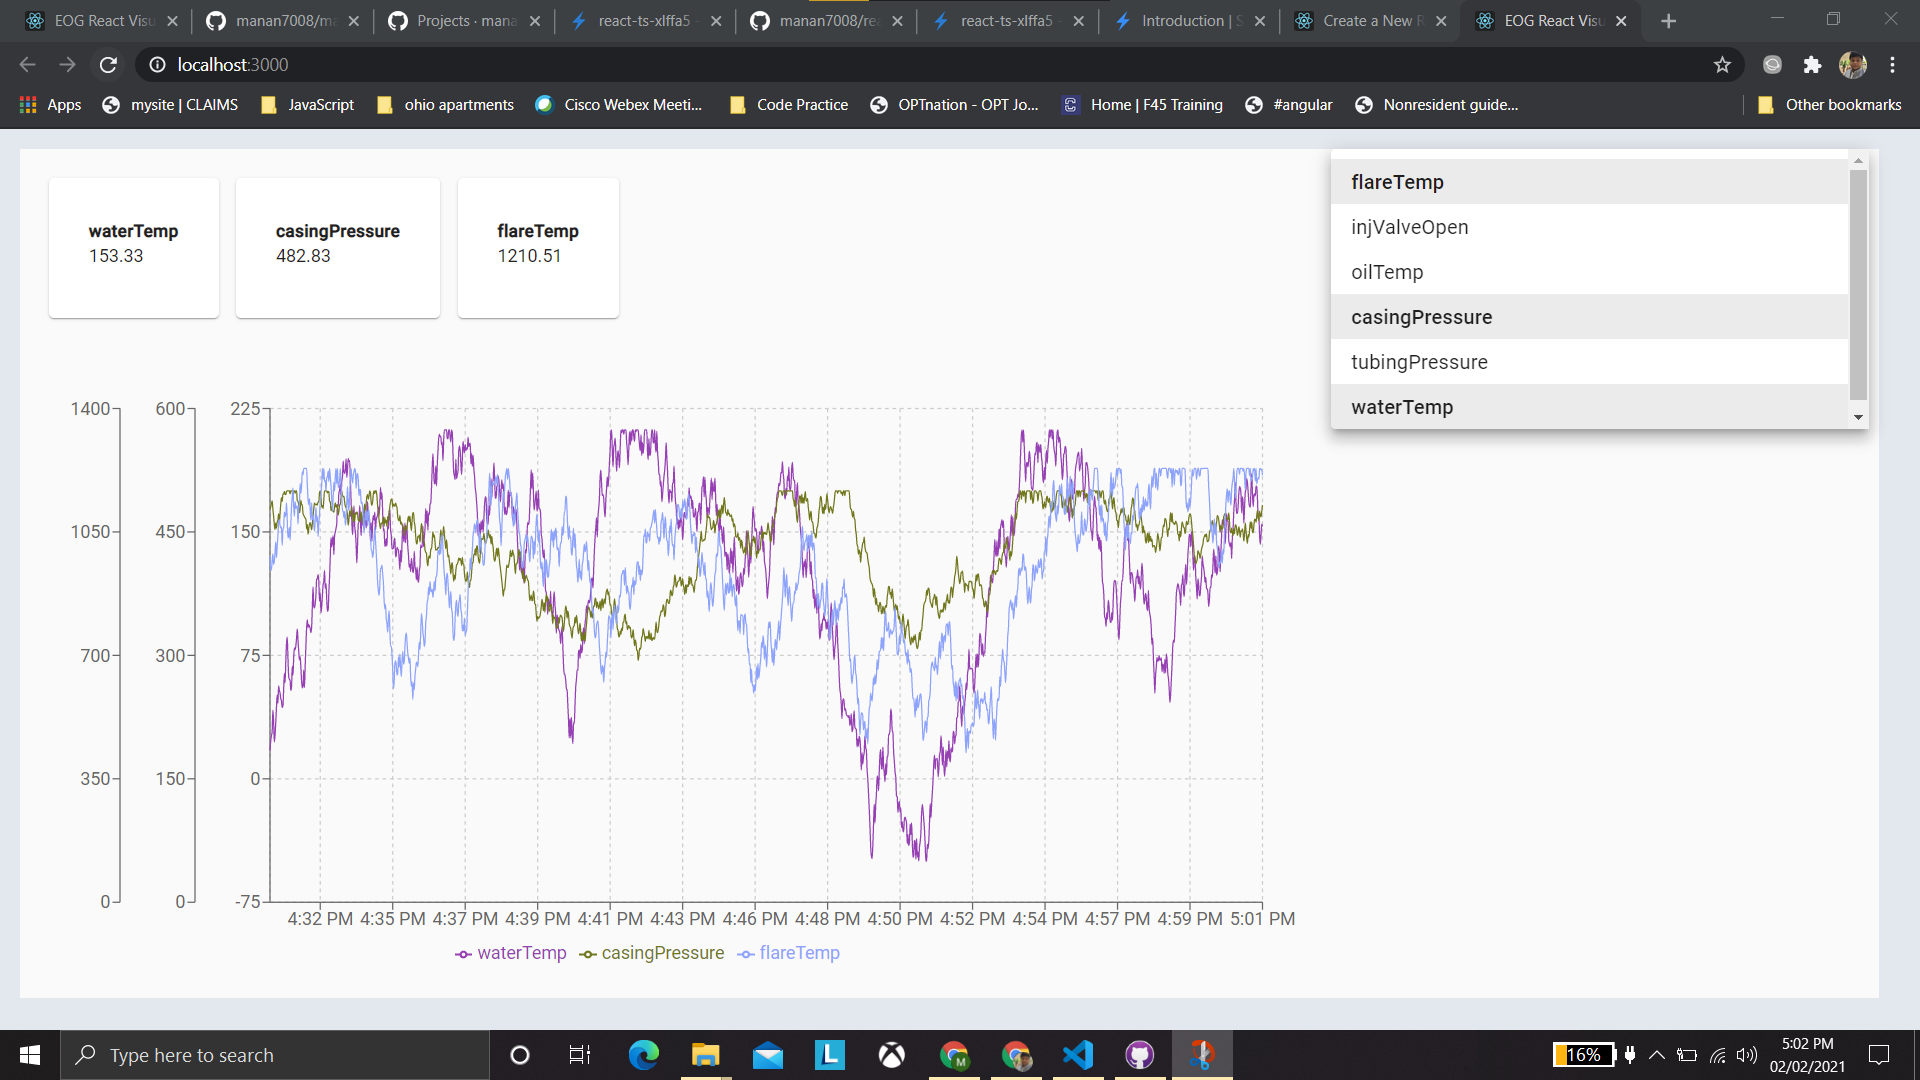 EOG React Visu
manan7008/ma
Projects · mana
react-ts-xlffa5 -
manan7008/rea
react-ts-xlffa5 -
Introduction | S
Create a New R
EOG React Visu
localhost:3000
Apps
mysite | CLAIMS
JavaScript
ohio apartments
Cisco Webex Meeti...
Code Practice
OPTnation - OPT Jo...
Home | F45 Training
#angular
Nonresident guide...
Other bookmarks
waterTemp
153.33
casingPressure
482.83
flareTemp
1210.51
flareTemp
injValveOpen
oilTemp
casingPressure
tubingPressure
waterTemp
1400 600 225
1050 450 150
700 300 75
350 150 0
0 0 -75
4:32 PM 4:35 PM 4:37 PM 4:39 PM 4:41 PM 4:43 PM 4:46 PM 4:48 PM 4:50 PM 4:52 PM 4:54 PM 4:57 PM 4:59 PM 5:01 PM
waterTemp casingPressure flareTemp
Type here to search
L
M
16%
5:02 PM
02/02/2021